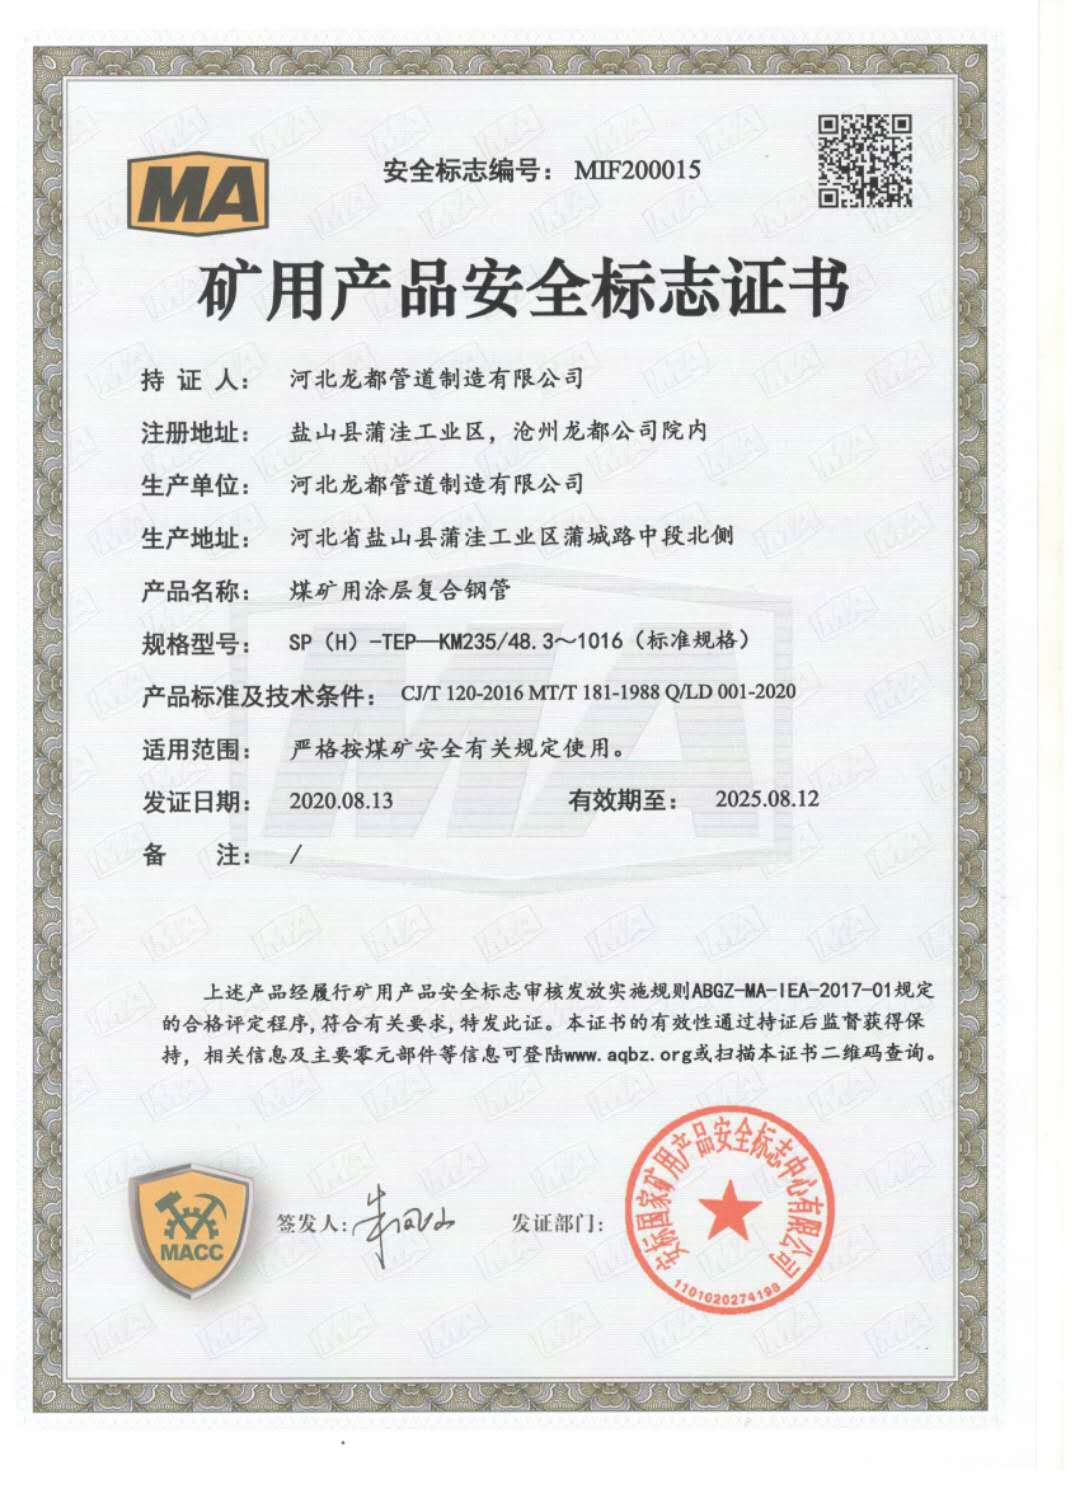 MA
安全标志编号： MIF200015
矿用产品安全标志证书
持 证 人： 河北龙都管道制造有限公司
注册地址： 盐山县蒲洼工业区，沧州龙都公司院内
生产单位： 河北龙都管道制造有限公司
生产地址： 河北省盐山县蒲洼工业区蒲城路中段北侧
产品名称： 煤矿用涂层复合钢管
规格型号： SP（H）-TEP—KM235/48.3～1016（标准规格）
产品标准及技术条件： CJ/T 120-2016 MT/T 181-1988 Q/LD 001-2020
适用范围： 严格按煤矿安全有关规定使用。
发证日期： 2020.08.13 有效期至： 2025.08.12
备 注： /
上述产品经履行矿用产品安全标志审核发放实施规则ABGZ-MA-IEA-2017-01规定
的合格评定程序,符合有关要求,特发此证。本证书的有效性通过持证后监督获得保
持，相关信息及主要零元部件等信息可登陆www.aqbz.org或扫描本证书二维码查询。
MACC
签发人:
发证部门:
安标国家矿用产品安全标志中心有限公司
1101020274198